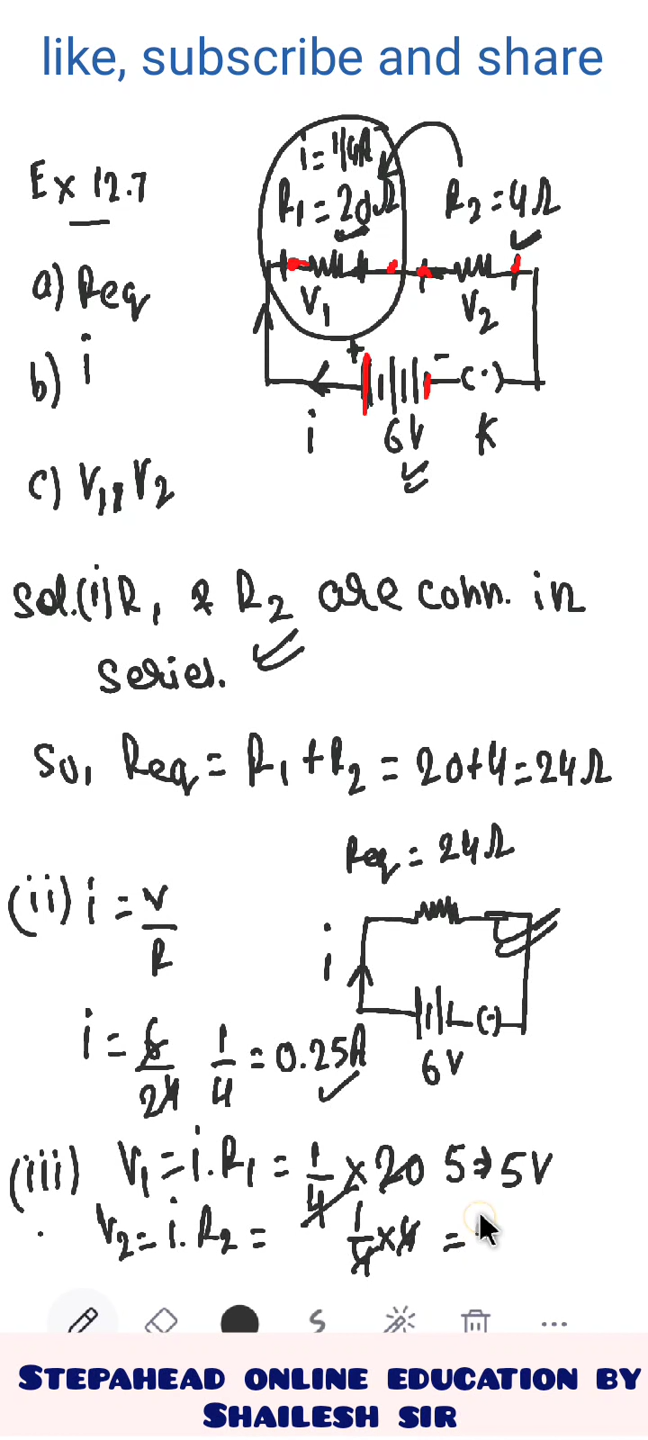 like, subscribe and share
Ex 12.7
i = 1/4A
R1 = 20Ω
R2 = 4Ω
V1
V2
a) Req
b) i
c) V1, V2
+ -
i
6V
K
Sol.(i) R1 & R2 are conn. in
series.
So, Req = R1 + R2 = 20+4 = 24Ω
Req = 24Ω
(ii) i = V/R
i
i = 6/24 1/4 = 0.25A
6V
(iii) V1 = i.R1 = 1/4 × 20 5 ⇒ 5V
V2 = i.R2 = 1/4 × 4 =
STEPAHEAD ONLINE EDUCATION BY
SHAILESH SIR